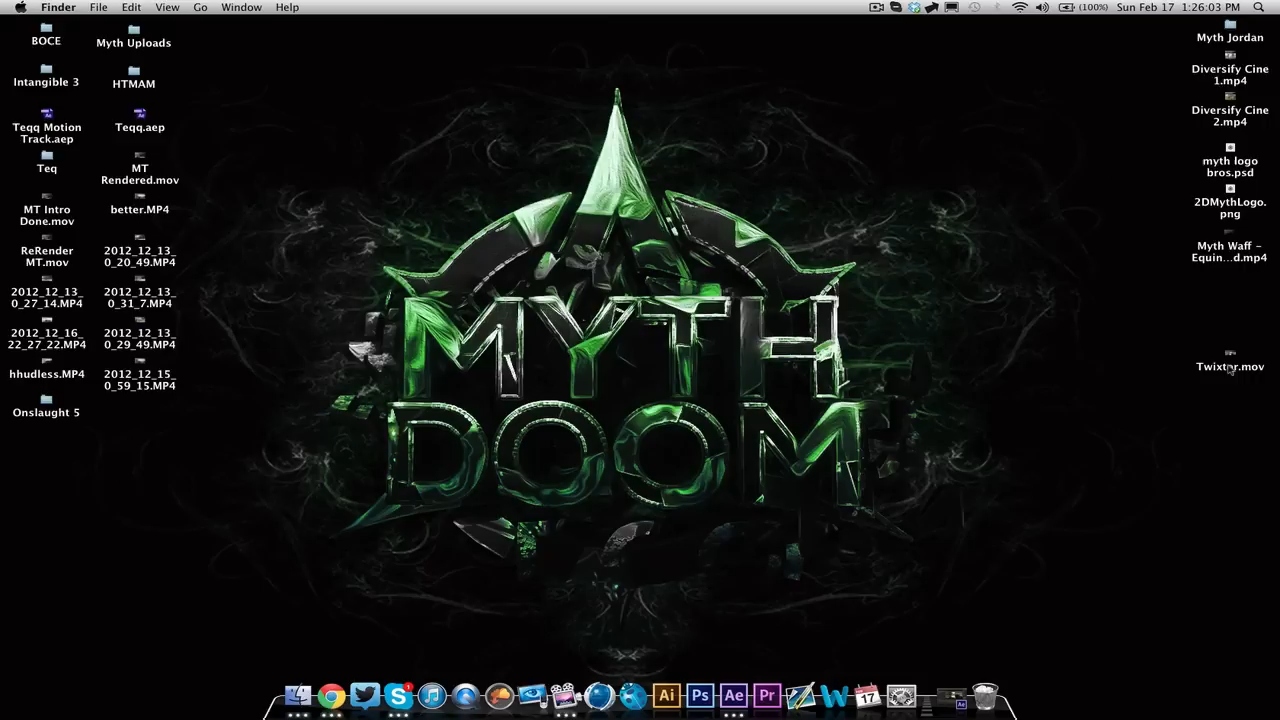 Finder File Edit View Go Window Help
(100%) Sun Feb 17 1:26:03 PM
BOCE
Myth Uploads
Intangible 3
HTMAM
Teqq Motion
Track.aep
Teqq.aep
Teq
MT
Rendered.mov
MT Intro
Done.mov
better.MP4
ReRender
MT.mov
2012_12_13_
0_20_49.MP4
2012_12_13_
0_27_14.MP4
2012_12_13_
0_31_7.MP4
2012_12_16_
22_27_22.MP4
2012_12_13_
0_29_49.MP4
hhudless.MP4
2012_12_15_
0_59_15.MP4
Onslaught 5
MYTH
DOOM
Myth Jordan
Diversify Cine
1.mp4
Diversify Cine
2.mp4
myth logo
bros.psd
2DMythLogo.
png
Myth Waff –
Equin...d.mp4
Twixtor.mov
1
Ai
Ps
Ae
Pr
W
17
Ae